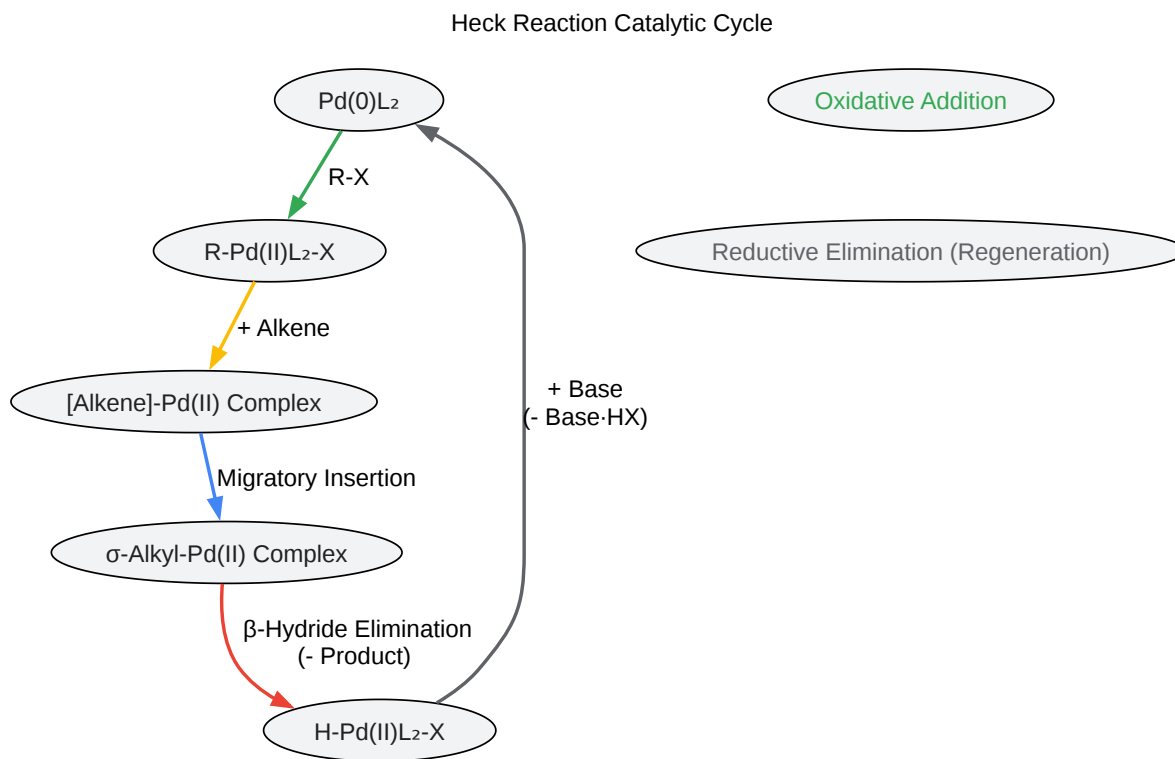 Heck Reaction Catalytic Cycle
Pd(0)L₂
Oxidative Addition
R-X
R-Pd(II)L₂-X
Reductive Elimination (Regeneration)
+ Alkene
[Alkene]-Pd(II) Complex
+ Base
(- Base·HX)
Migratory Insertion
σ-Alkyl-Pd(II) Complex
β-Hydride Elimination
(- Product)
H-Pd(II)L₂-X